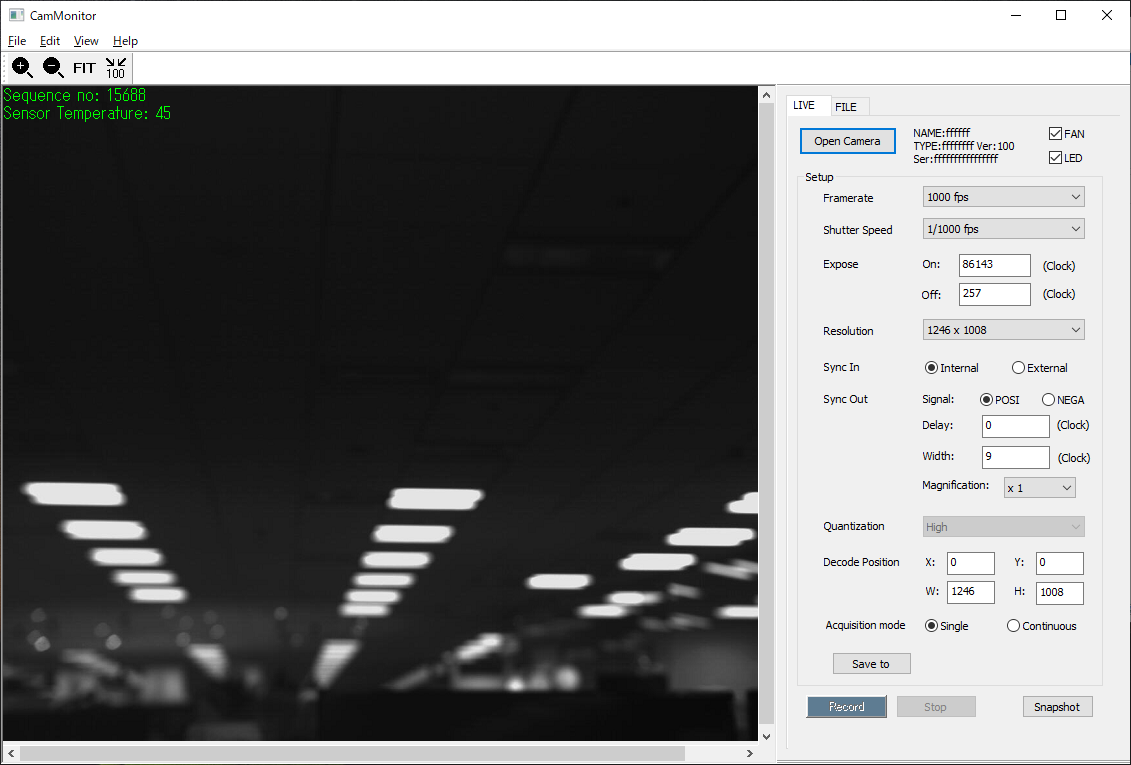 CamMonitor
File Edit View Help
FIT 100
Sequence no: 15688
Sensor Temperature: 45
LIVE FILE
Open Camera
NAME:ffffff
TYPE:ffffffff Ver:100
Ser:ffffffffffffffff
FAN
LED
Setup
Framerate 1000 fps
Shutter Speed 1/1000 fps
Expose On: 86143 (Clock)
Off: 257 (Clock)
Resolution 1246 x 1008
Sync In Internal External
Sync Out Signal: POSI NEGA
Delay: 0 (Clock)
Width: 9 (Clock)
Magnification: x 1
Quantization High
Decode Position X: 0 Y: 0
W: 1246 H: 1008
Acquisition mode Single Continuous
Save to
Record Stop Snapshot